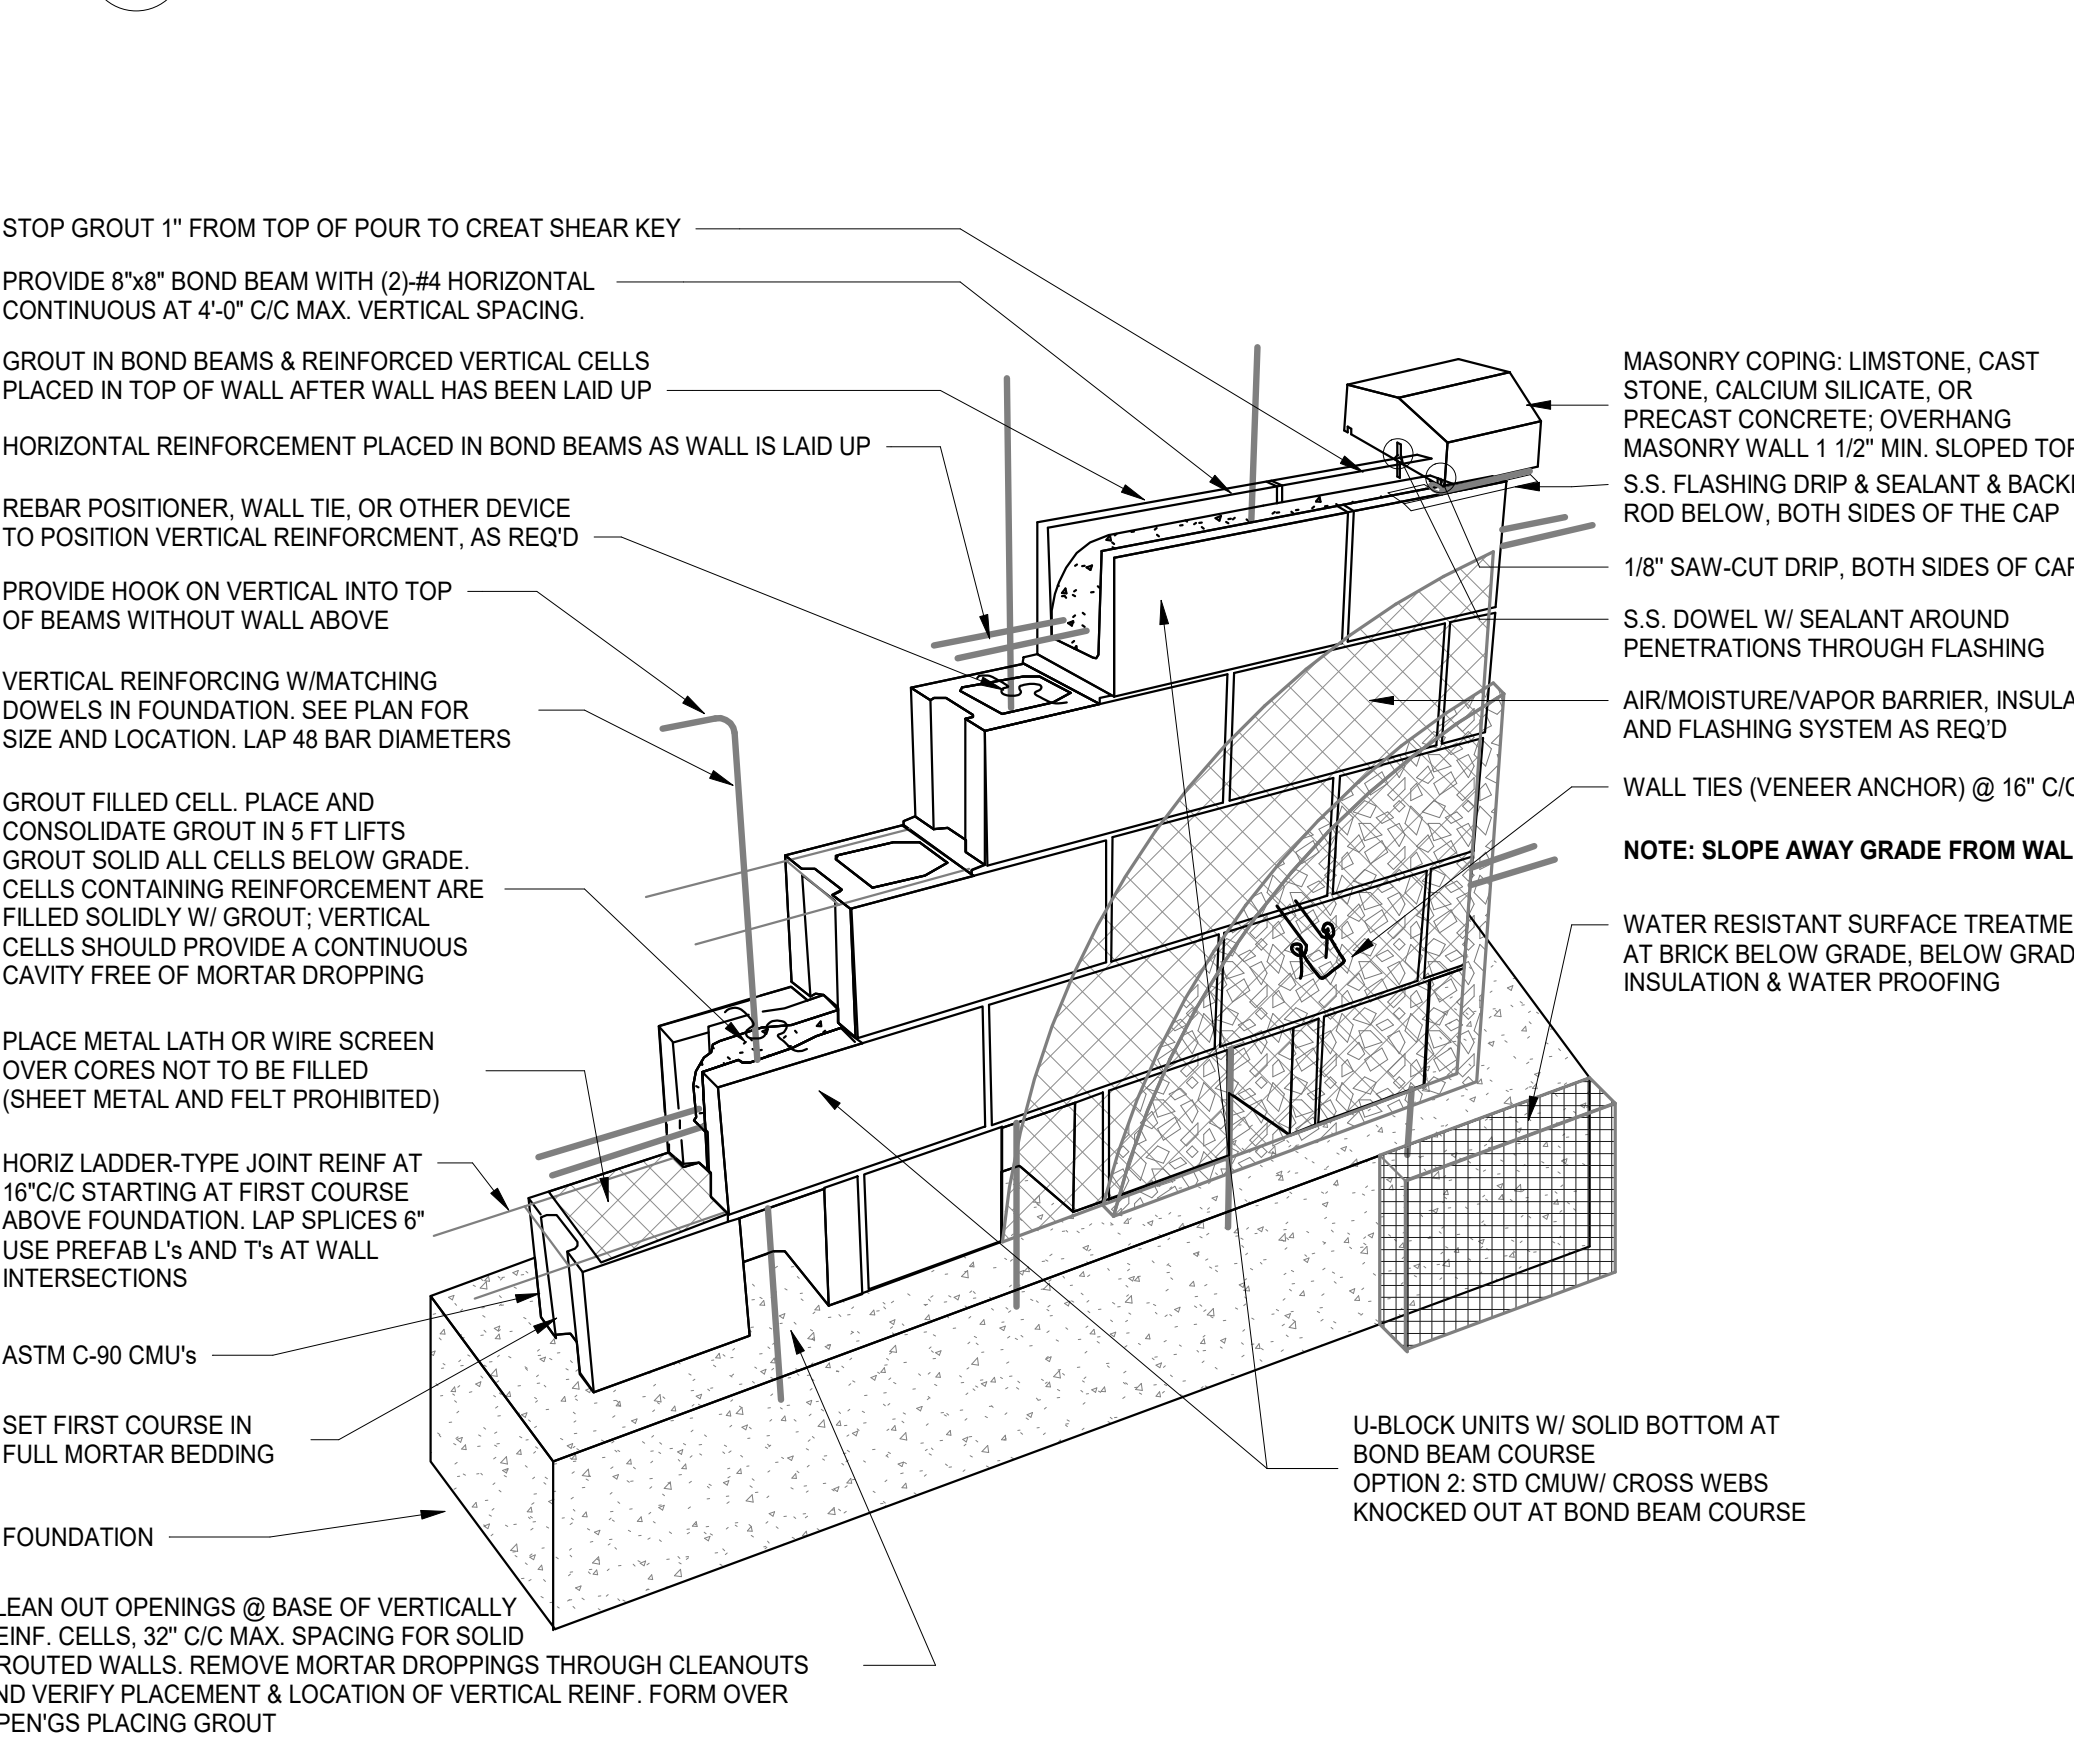 STOP GROUT 1" FROM TOP OF POUR TO CREAT SHEAR KEY
PROVIDE 8"x8" BOND BEAM WITH (2)-#4 HORIZONTAL
CONTINUOUS AT 4'-0" C/C MAX. VERTICAL SPACING.
GROUT IN BOND BEAMS & REINFORCED VERTICAL CELLS
PLACED IN TOP OF WALL AFTER WALL HAS BEEN LAID UP
HORIZONTAL REINFORCEMENT PLACED IN BOND BEAMS AS WALL IS LAID UP
REBAR POSITIONER, WALL TIE, OR OTHER DEVICE
TO POSITION VERTICAL REINFORCMENT, AS REQ'D
PROVIDE HOOK ON VERTICAL INTO TOP
OF BEAMS WITHOUT WALL ABOVE
VERTICAL REINFORCING W/MATCHING
DOWELS IN FOUNDATION. SEE PLAN FOR
SIZE AND LOCATION. LAP 48 BAR DIAMETERS
GROUT FILLED CELL. PLACE AND
CONSOLIDATE GROUT IN 5 FT LIFTS
GROUT SOLID ALL CELLS BELOW GRADE.
CELLS CONTAINING REINFORCEMENT ARE
FILLED SOLIDLY W/ GROUT; VERTICAL
CELLS SHOULD PROVIDE A CONTINUOUS
CAVITY FREE OF MORTAR DROPPING
PLACE METAL LATH OR WIRE SCREEN
OVER CORES NOT TO BE FILLED
(SHEET METAL AND FELT PROHIBITED)
HORIZ LADDER-TYPE JOINT REINF AT
16"C/C STARTING AT FIRST COURSE
ABOVE FOUNDATION. LAP SPLICES 6"
USE PREFAB L's AND T's AT WALL
INTERSECTIONS
ASTM C-90 CMU's
SET FIRST COURSE IN
FULL MORTAR BEDDING
FOUNDATION
LEAN OUT OPENINGS @ BASE OF VERTICALLY
EINF. CELLS, 32" C/C MAX. SPACING FOR SOLID
ROUTED WALLS. REMOVE MORTAR DROPPINGS THROUGH CLEANOUTS
ND VERIFY PLACEMENT & LOCATION OF VERTICAL REINF. FORM OVER
PEN'GS PLACING GROUT
MASONRY COPING: LIMSTONE, CAST
STONE, CALCIUM SILICATE, OR
PRECAST CONCRETE; OVERHANG
MASONRY WALL 1 1/2" MIN. SLOPED TOP
S.S. FLASHING DRIP & SEALANT & BACK
ROD BELOW, BOTH SIDES OF THE CAP
1/8" SAW-CUT DRIP, BOTH SIDES OF CAP
S.S. DOWEL W/ SEALANT AROUND
PENETRATIONS THROUGH FLASHING
AIR/MOISTURE/VAPOR BARRIER, INSULA
AND FLASHING SYSTEM AS REQ'D
WALL TIES (VENEER ANCHOR) @ 16" C/C
NOTE: SLOPE AWAY GRADE FROM WAL
WATER RESISTANT SURFACE TREATME
AT BRICK BELOW GRADE, BELOW GRAD
INSULATION & WATER PROOFING
U-BLOCK UNITS W/ SOLID BOTTOM AT
BOND BEAM COURSE
OPTION 2: STD CMUW/ CROSS WEBS
KNOCKED OUT AT BOND BEAM COURSE